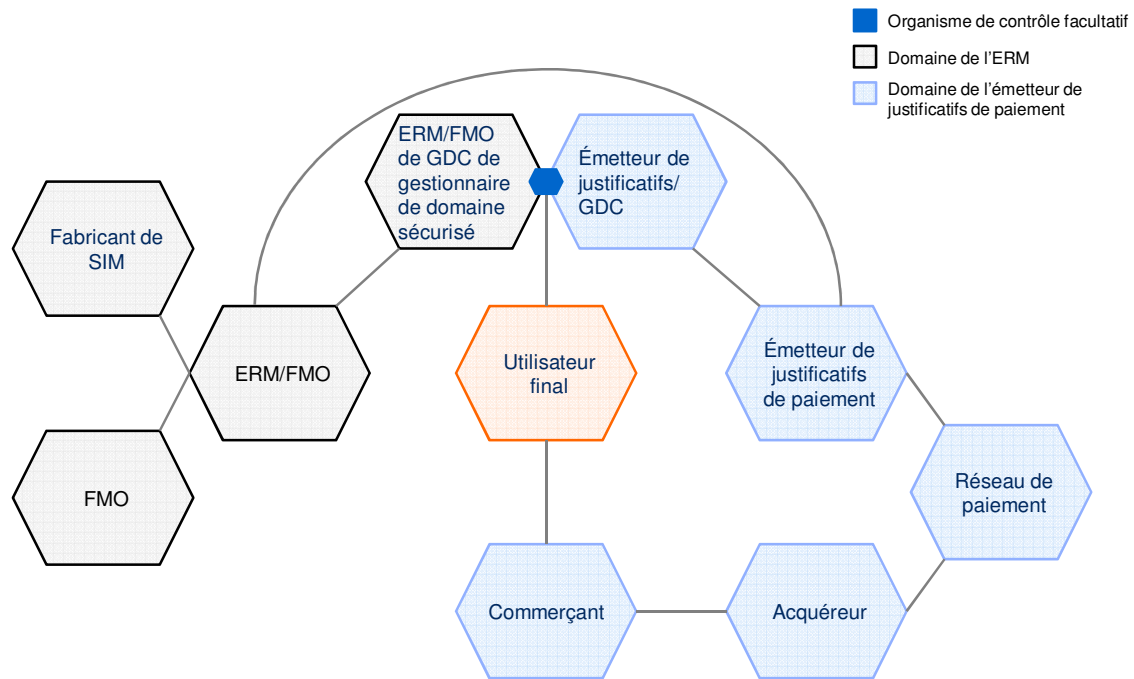 Organisme de contrôle facultatif
Domaine de l'ERM
Domaine de l'émetteur de
justificatifs de paiement
ERM/FMO
de GDC de
gestionnaire
de domaine
sécurisé
Émetteur de
justificatifs/
GDC
Fabricant de
SIM
ERM/FMO
Utilisateur
final
Émetteur de
justificatifs
de paiement
FMO
Réseau de
paiement
Commerçant
Acquéreur